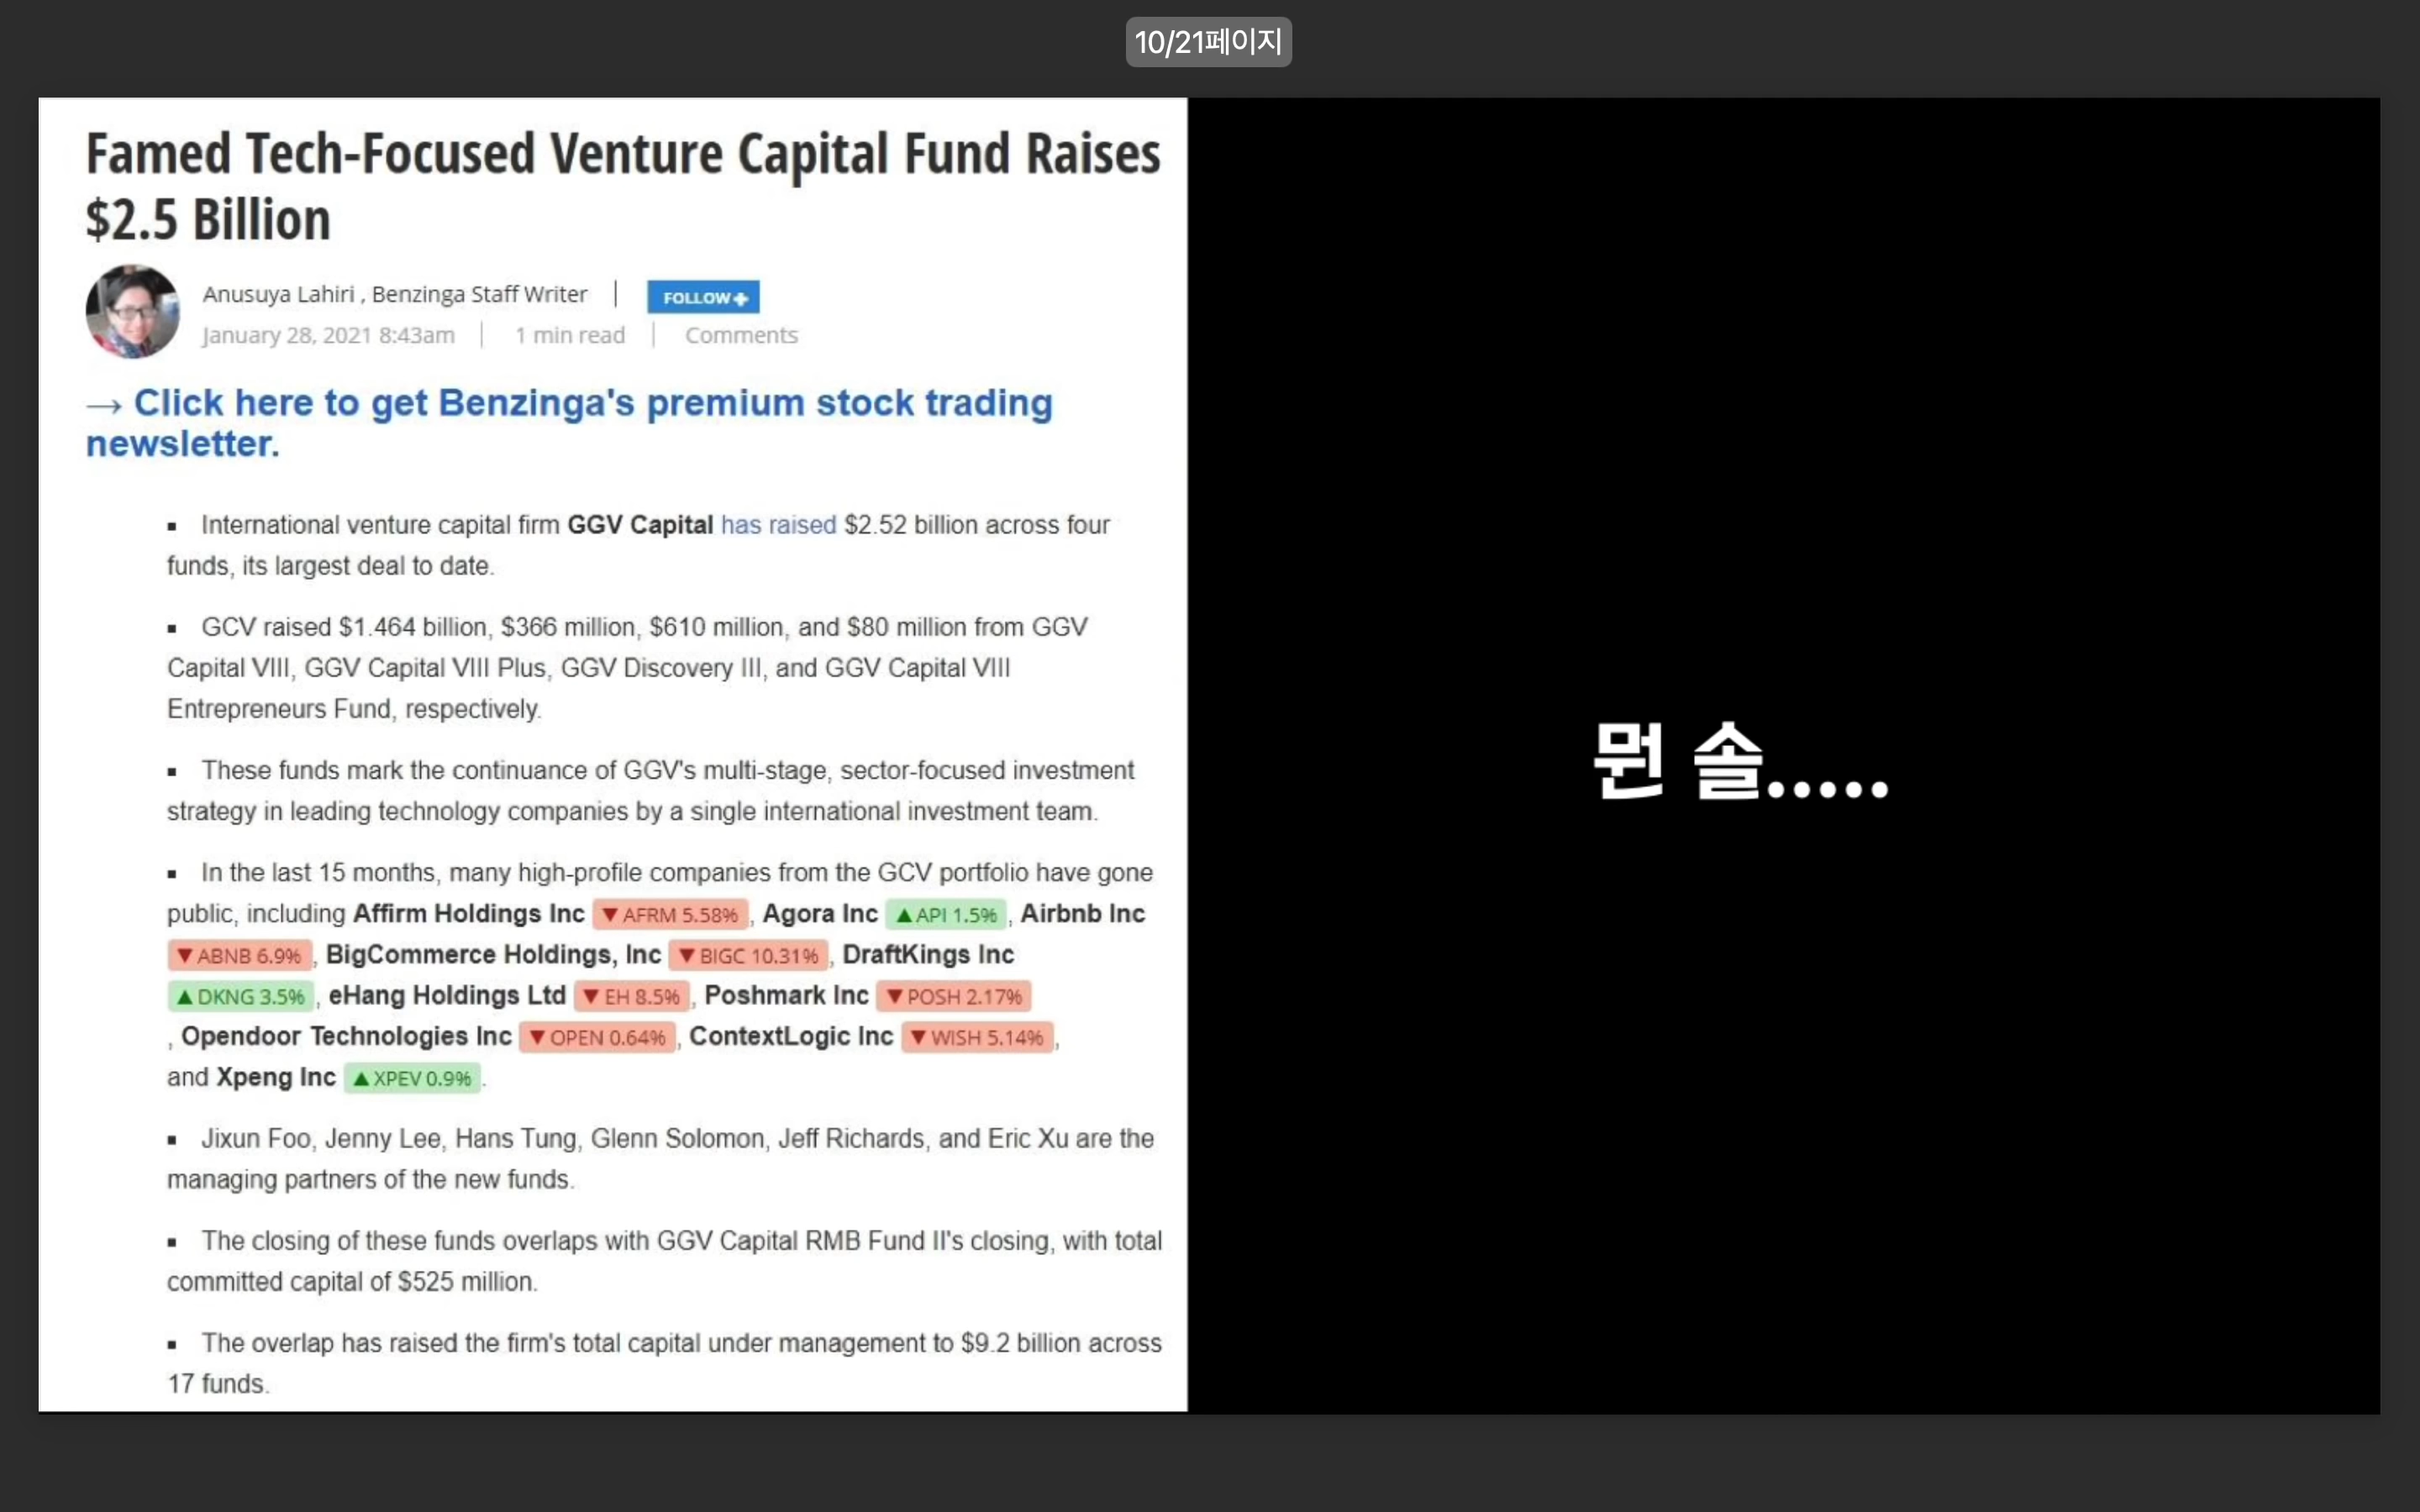 10/21페이지
Famed Tech-Focused Venture Capital Fund Raises
$2.5 Billion
Anusuya Lahiri , Benzinga Staff Writer | FOLLOW✚
January 28, 2021 8:43am | 1 min read | Comments
→ Click here to get Benzinga's premium stock trading
newsletter.
▪ International venture capital firm GGV Capital has raised $2.52 billion across four
funds, its largest deal to date.
▪ GCV raised $1.464 billion, $366 million, $610 million, and $80 million from GGV
Capital VIII, GGV Capital VIII Plus, GGV Discovery III, and GGV Capital VIII
Entrepreneurs Fund, respectively.
▪ These funds mark the continuance of GGV's multi-stage, sector-focused investment
strategy in leading technology companies by a single international investment team.
▪ In the last 15 months, many high-profile companies from the GCV portfolio have gone
public, including Affirm Holdings Inc ▼ AFRM 5.58% , Agora Inc ▲ API 1.5% , Airbnb Inc
▼ ABNB 6.9% , BigCommerce Holdings, Inc ▼ BIGC 10.31% , DraftKings Inc
▲ DKNG 3.5% , eHang Holdings Ltd ▼ EH 8.5% , Poshmark Inc ▼ POSH 2.17%
, Opendoor Technologies Inc ▼ OPEN 0.64% , ContextLogic Inc ▼ WISH 5.14% ,
and Xpeng Inc ▲ XPEV 0.9% .
▪ Jixun Foo, Jenny Lee, Hans Tung, Glenn Solomon, Jeff Richards, and Eric Xu are the
managing partners of the new funds.
▪ The closing of these funds overlaps with GGV Capital RMB Fund II's closing, with total
committed capital of $525 million.
▪ The overlap has raised the firm's total capital under management to $9.2 billion across
17 funds.
뭔 솔.....